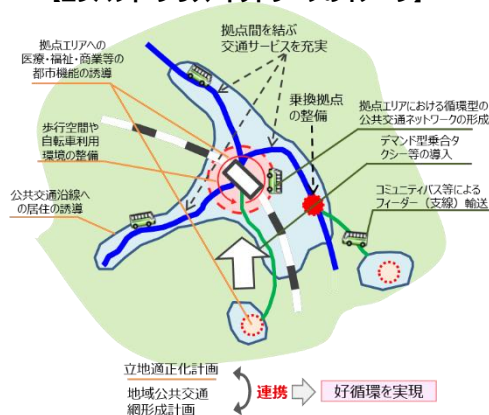 拠点エリアへの
医療・福祉・商業等の
都市機能の誘導
拠点間を結ぶ
交通サービスを充実
乗換拠点
の整備
拠点エリアにおける循環型の
公共交通ネットワークの形成
デマンド型乗合タ
クシー等の導入
歩行空間や
自転車利用
環境の整備
コミュニティバス等による
フィーダー（支線）輸送
公共交通沿線へ
の居住の誘導
立地適正化計画
地域公共交通
網形成計画
連携
好循環を実現